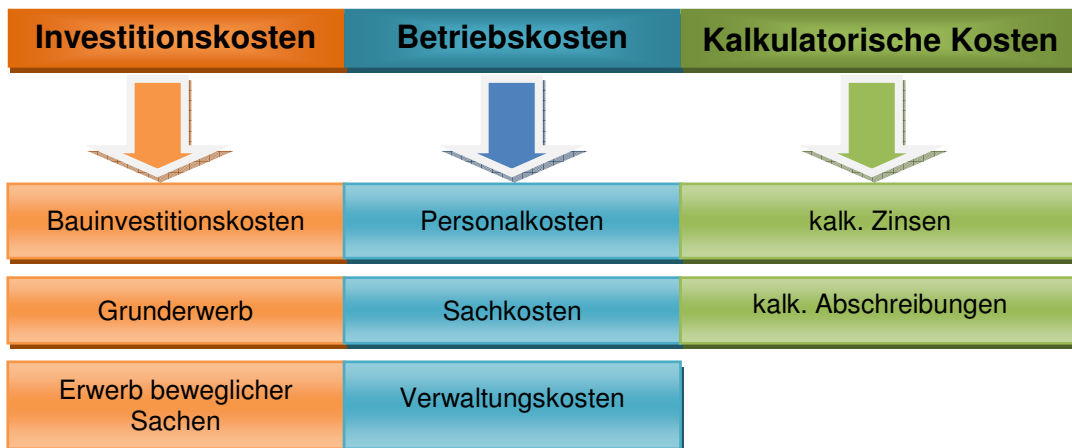 Investitionskosten
Betriebskosten
Kalkulatorische Kosten
Bauinvestitionskosten
Personalkosten
kalk. Zinsen
Grunderwerb
Sachkosten
kalk. Abschreibungen
Erwerb beweglicher
Sachen
Verwaltungskosten